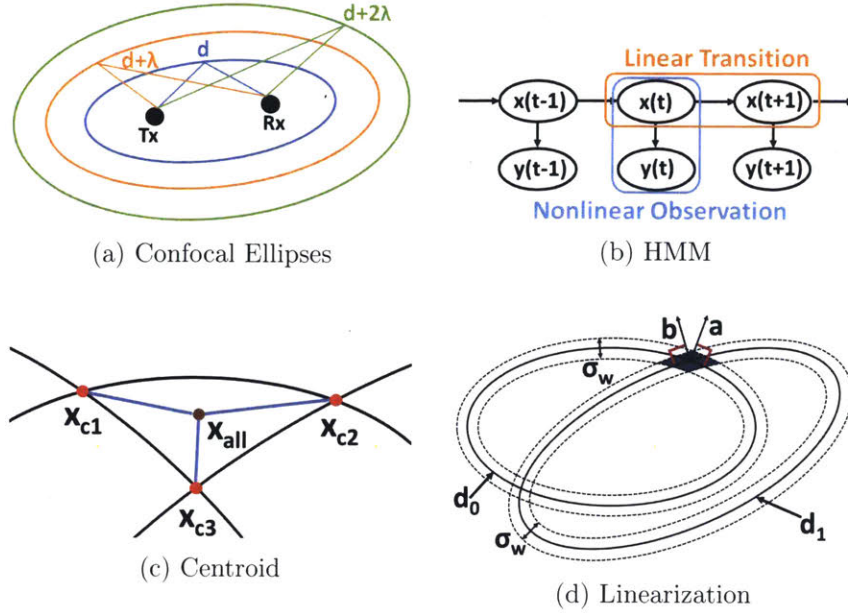 d+2λ
d+λ
d
Tx
Rx
(a) Confocal Ellipses
Linear Transition
x(t-1)
x(t)
x(t+1)
y(t-1)
y(t)
y(t+1)
Nonlinear Observation
(b) HMM
Xc1
Xall
Xc2
Xc3
(c) Centroid
b
a
σw
d0
d1
σw
(d) Linearization